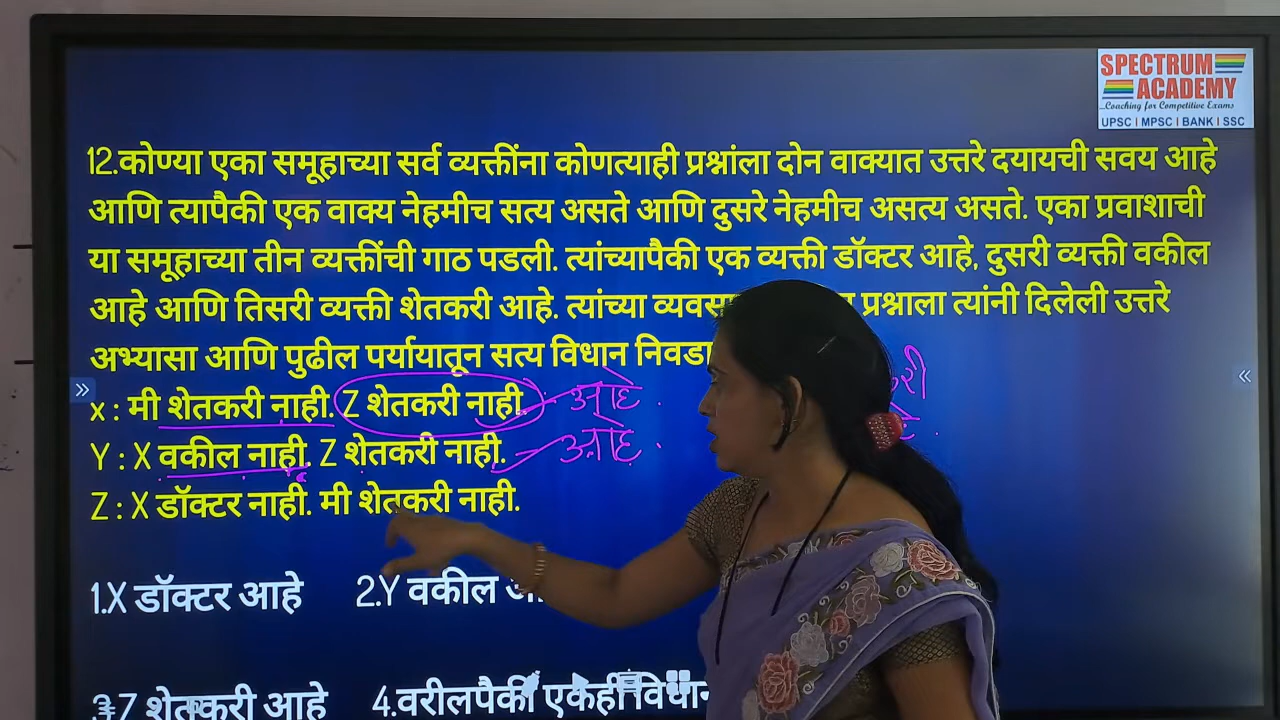 SPECTRUM
ACADEMY
...Coaching for Competitive Exams
UPSC | MPSC | BANK | SSC
12.कोण्या एका समूहाच्या सर्व व्यक्तींना कोणत्याही प्रश्नांला दोन वाक्यात उत्तरे दयायची सवय आहे
आणि त्यापैकी एक वाक्य नेहमीच सत्य असते आणि दुसरे नेहमीच असत्य असते. एका प्रवाशाची
या समूहाच्या तीन व्यक्तींची गाठ पडली. त्यांच्यापैकी एक व्यक्ती डॉक्टर आहे, दुसरी व्यक्ती वकील
आहे आणि तिसरी व्यक्ती शेतकरी आहे. त्यांच्या प्रश्नाला त्यांनी दिलेली उत्तरे
अभ्यासा आणि पुढील पर्यायातून सत्य विधान
x : मी शेतकरी नाही. Z शेतकरी नाही. आहे.
Y : X वकील नाही. Z शेतकरी नाही. आहे.
Z : X डॉक्टर नाही. मी शेतकरी नाही.
1.X डॉक्टर आहे 2.Y वकील
3.Z शेतकरी आहे 4.वरीलपैकी एकही